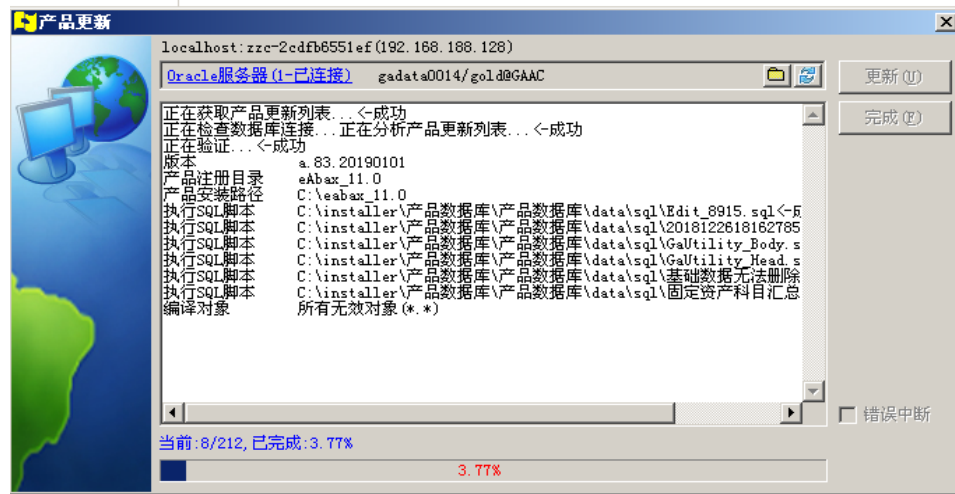 产品更新
localhost:zzc-2cdfb6551ef(192.168.188.128)
Oracle服务器(1-已连接) gadata0014/gold@GAAC
更新(U)
完成(F)
正在获取产品更新列表...<-成功
正在检查数据库连接...正在分析产品更新列表...<-成功
正在验证...<-成功
版本 a.83.20190101
产品注册目录 eAbax_11.0
产品安装路径 C:\eabax_11.0
执行SQL脚本 C:\installer\产品数据库\产品数据库\data\sql\Edit_8915.sql<-成
执行SQL脚本 C:\installer\产品数据库\产品数据库\data\sql\2018122618162785
执行SQL脚本 C:\installer\产品数据库\产品数据库\data\sql\GaUtility_Body.s
执行SQL脚本 C:\installer\产品数据库\产品数据库\data\sql\GaUtility_Head.s
执行SQL脚本 C:\installer\产品数据库\产品数据库\data\sql\基础数据无法删除
执行SQL脚本 C:\installer\产品数据库\产品数据库\data\sql\固定资产科目汇总
编译对象 所有无效对象(*.*)
错误中断
当前:8/212,已完成:3.77%
3.77%